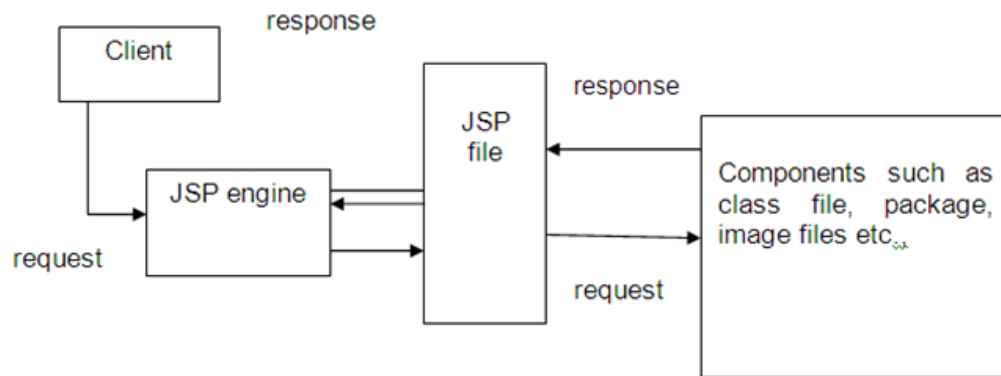 response
Client
response
JSP
file
JSP engine
Components such as
class file, package,
image files etc..,
request
request